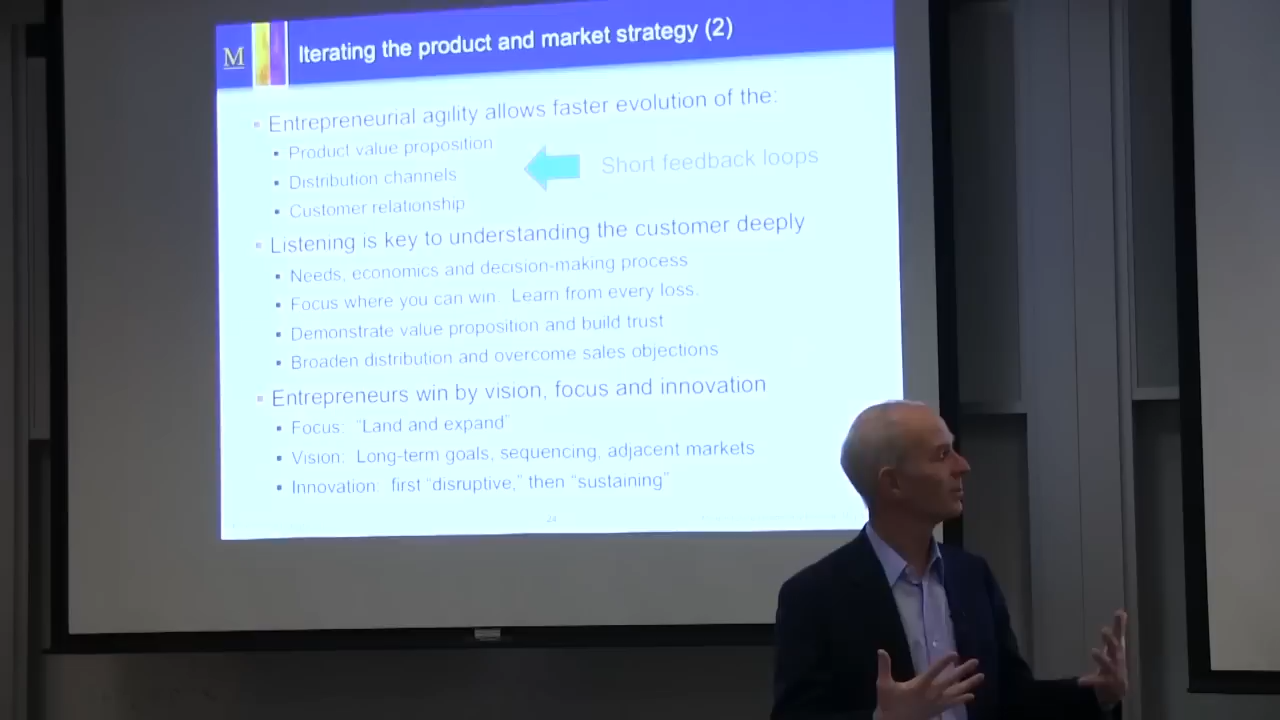 M
Iterating the product and market strategy (2)
▪ Entrepreneurial agility allows faster evolution of the:
▪ Product value proposition
▪ Distribution channels
▪ Customer relationship
Short feedback loops
▪ Listening is key to understanding the customer deeply
▪ Needs, economics and decision-making process
▪ Focus where you can win. Learn from every loss.
▪ Demonstrate value proposition and build trust
▪ Broaden distribution and overcome sales objections
▪ Entrepreneurs win by vision, focus and innovation
▪ Focus: "Land and expand"
▪ Vision: Long-term goals, sequencing, adjacent markets
▪ Innovation: first "disruptive," then "sustaining"
24